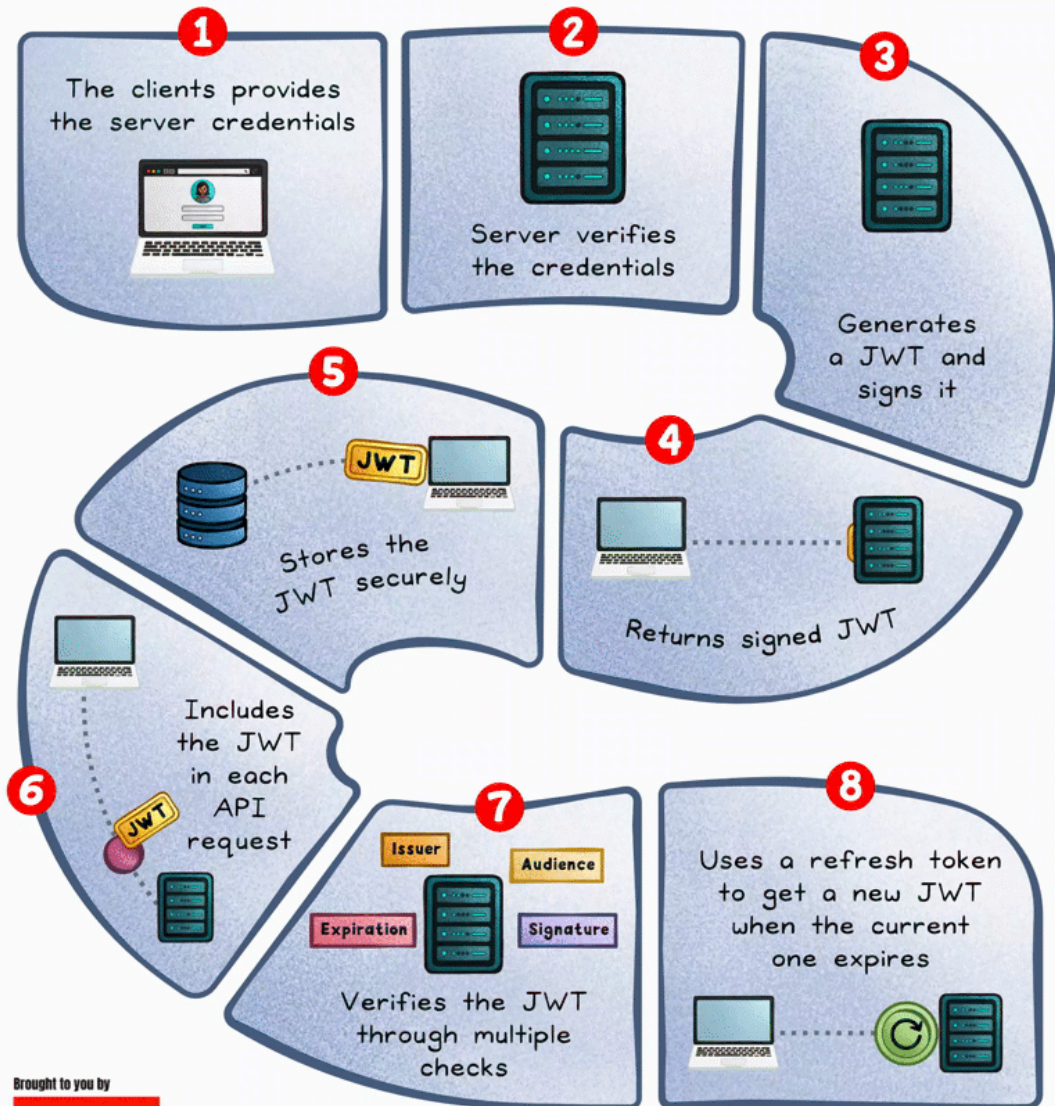 1
The clients provides
the server credentials
2
Server verifies
the credentials
3
Generates
a JWT and
signs it
4
Returns signed JWT
5
JWT
Stores the
JWT securely
6
Includes
the JWT
in each
API
request
JWT
7
Issuer
Audience
Expiration
Signature
Verifies the JWT
through multiple
checks
8
Uses a refresh token
to get a new JWT
when the current
one expires
Brought to you by